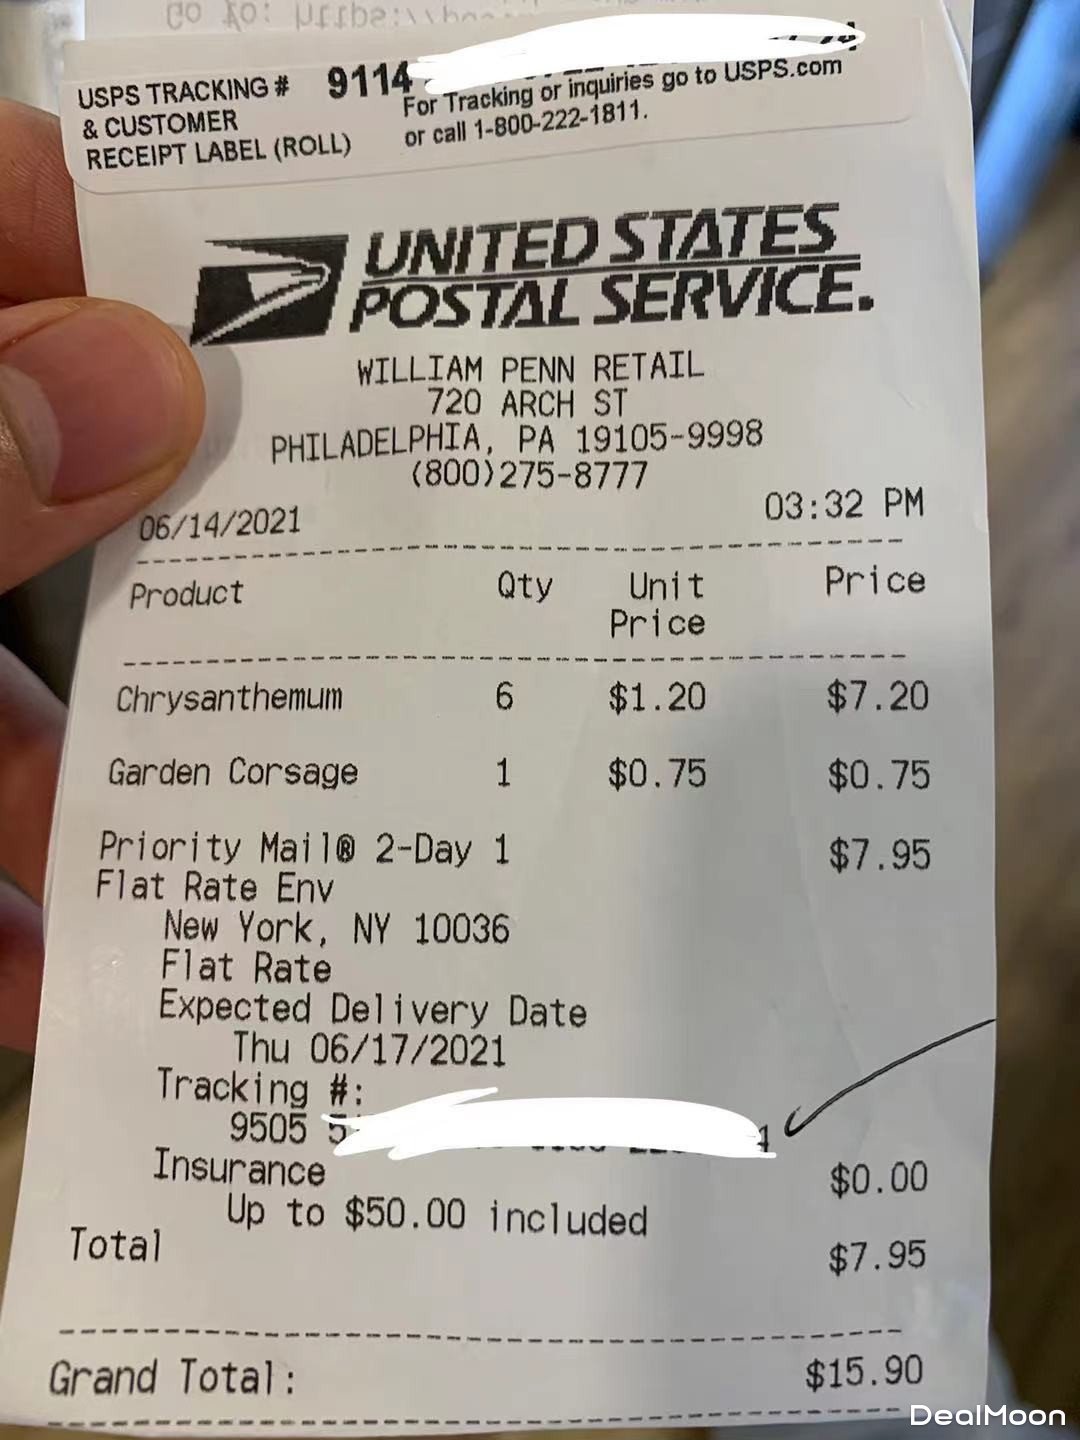 USPS TRACKING #
& CUSTOMER
RECEIPT LABEL (ROLL)
9114
For Tracking or inquiries go to USPS.com
or call 1-800-222-1811.
UNITED STATES
POSTAL SERVICE.
WILLIAM PENN RETAIL
720 ARCH ST
PHILADELPHIA, PA 19105-9998
(800)275-8777
06/14/2021 03:32 PM
Product Qty Unit Price
Price
Chrysanthemum 6 $1.20 $7.20
Garden Corsage 1 $0.75 $0.75
Priority Mail® 2-Day 1 $7.95
Flat Rate Env
New York, NY 10036
Flat Rate
Expected Delivery Date
Thu 06/17/2021
Tracking #:
9505
Insurance $0.00
Up to $50.00 included
Total $7.95
Grand Total: $15.90
DealMoon